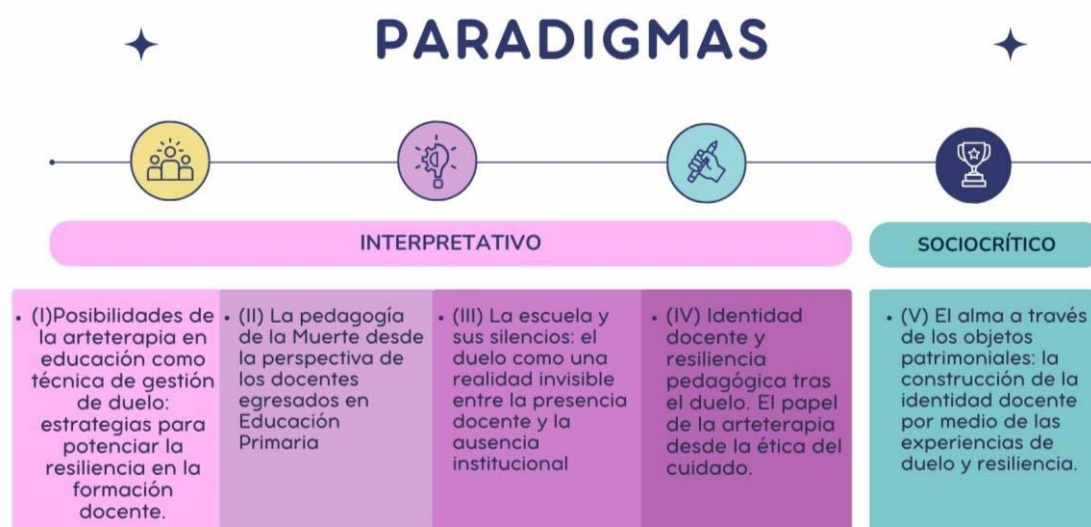 PARADIGMAS
INTERPRETATIVO
SOCIOCRÍTICO
• (I)Posibilidades de
la arteterapia en
educación como
técnica de gestión
de duelo:
estrategias para
potenciar la
resiliencia en la
formación
docente.
• (II) La pedagogía
de la Muerte desde
la perspectiva de
los docentes
egresados en
Educación
Primaria
• (III) La escuela y
sus silencios: el
duelo como una
realidad invisible
entre la presencia
docente y la
ausencia
institucional
• (IV) Identidad
docente y
resiliencia
pedagógica tras
el duelo. El papel
de la arteterapia
desde la ética del
cuidado.
• (V) El alma a través
de los objetos
patrimoniales: la
construcción de la
identidad docente
por medio de las
experiencias de
duelo y resiliencia.